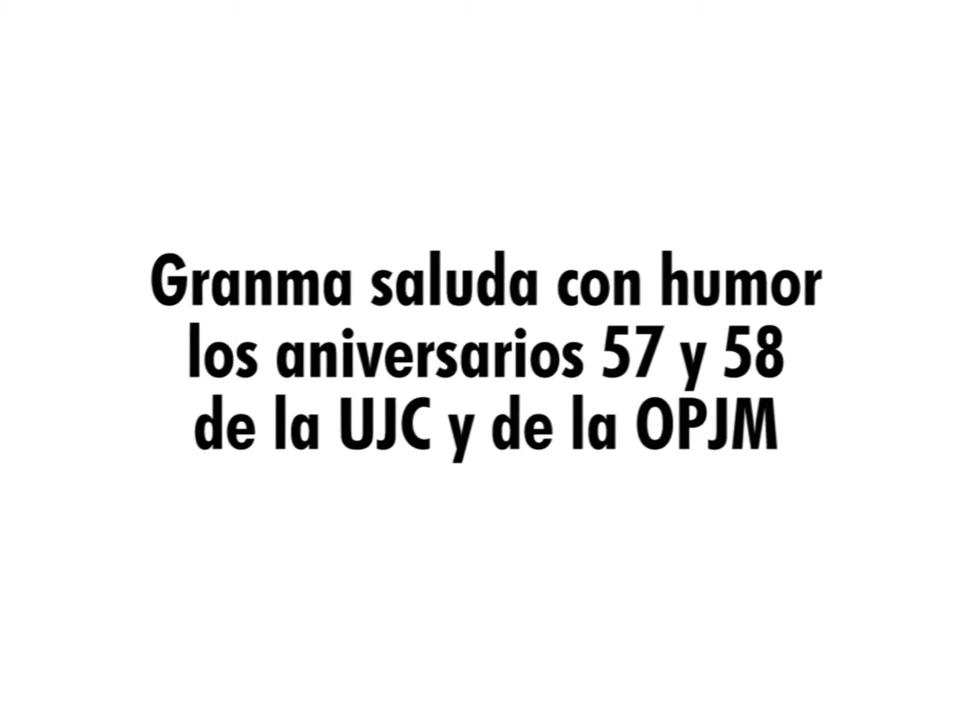 Granma saluda con humor
los aniversarios 57 y 58
de la UJC y de la OPJM